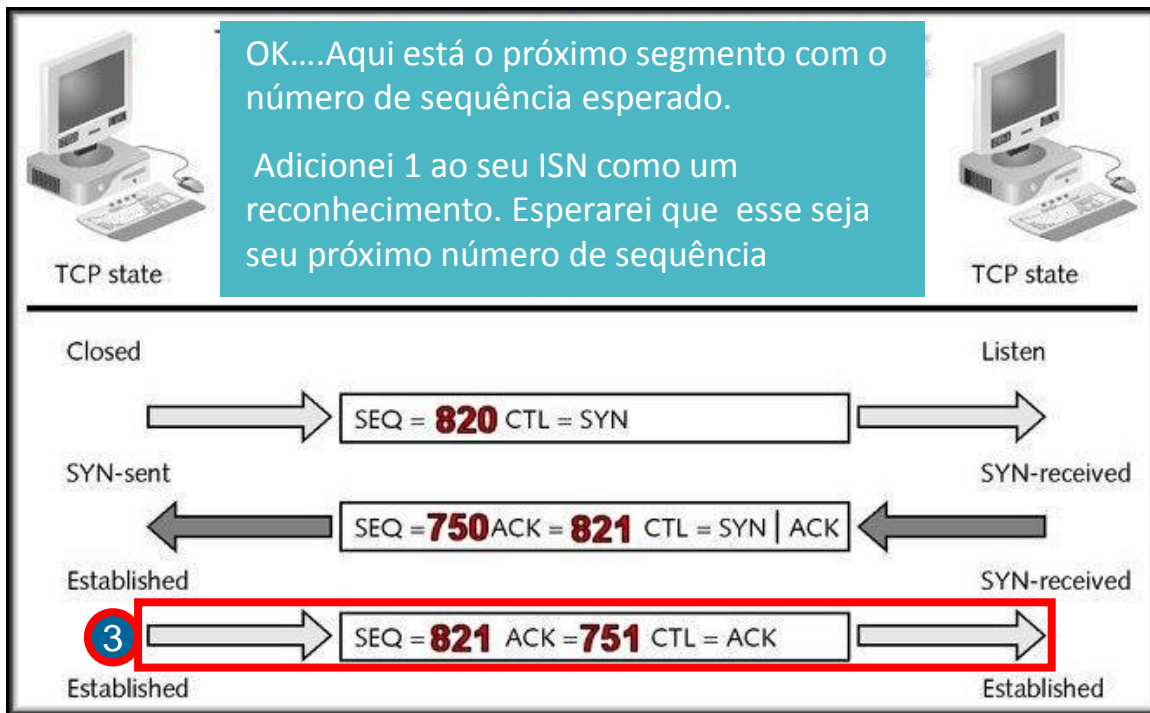 OK....Aqui está o próximo segmento com o
número de sequência esperado.
Adicionei 1 ao seu ISN como um
reconhecimento. Esperarei que esse seja
seu próximo número de sequência
TCP state
TCP state
Closed
Listen
SEQ = 820 CTL = SYN
SYN-sent
SYN-received
SEQ =750ACK = 821 CTL = SYN | ACK
Established
SYN-received
3
SEQ = 821 ACK =751 CTL = ACK
Established
Established